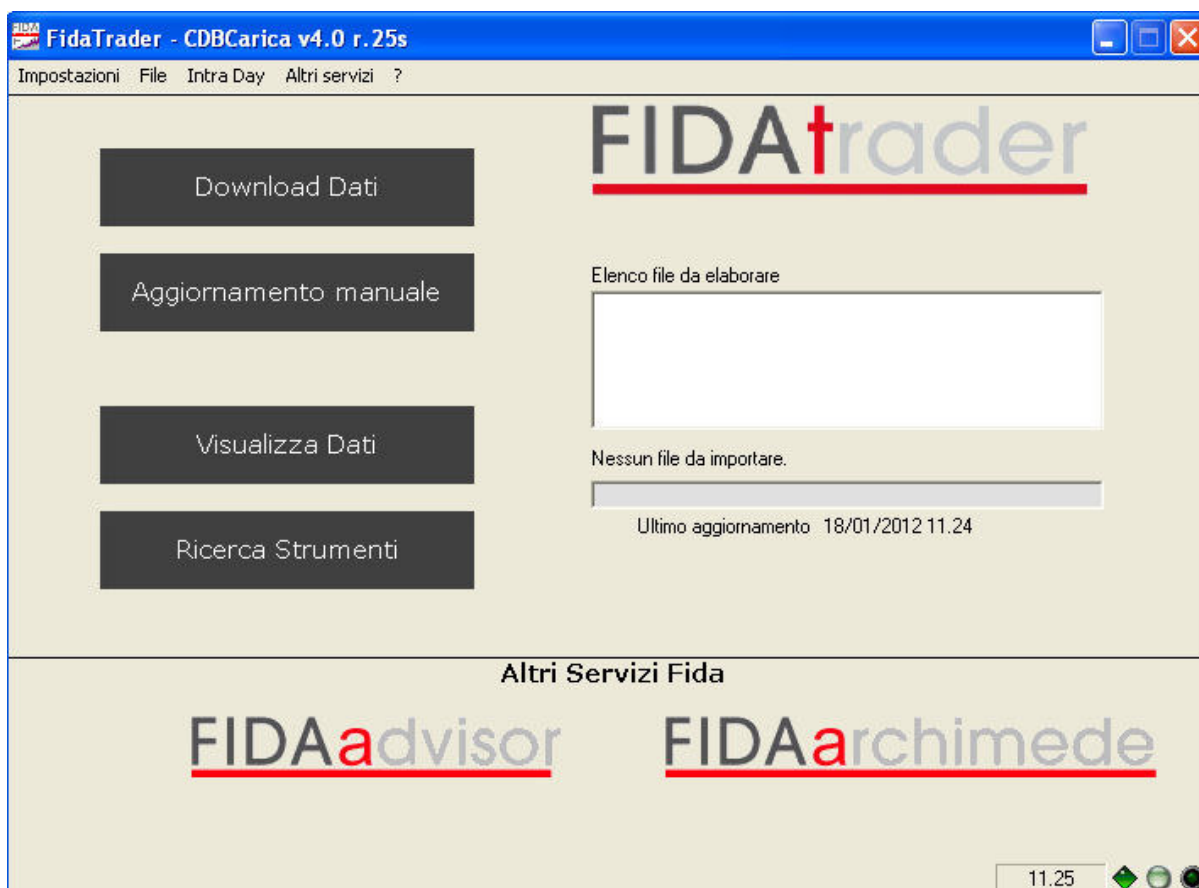 FidaTrader - CDBCarica v4.0 r.25s
Impostazioni File Intra Day Altri servizi ?
FIDAtrader
Download Dati
Aggiornamento manuale
Visualizza Dati
Ricerca Strumenti
Elenco file da elaborare
Nessun file da importare.
Ultimo aggiornamento 18/01/2012 11.24
Altri Servizi Fida
FIDAadvisor
FIDAarchimede
11.25